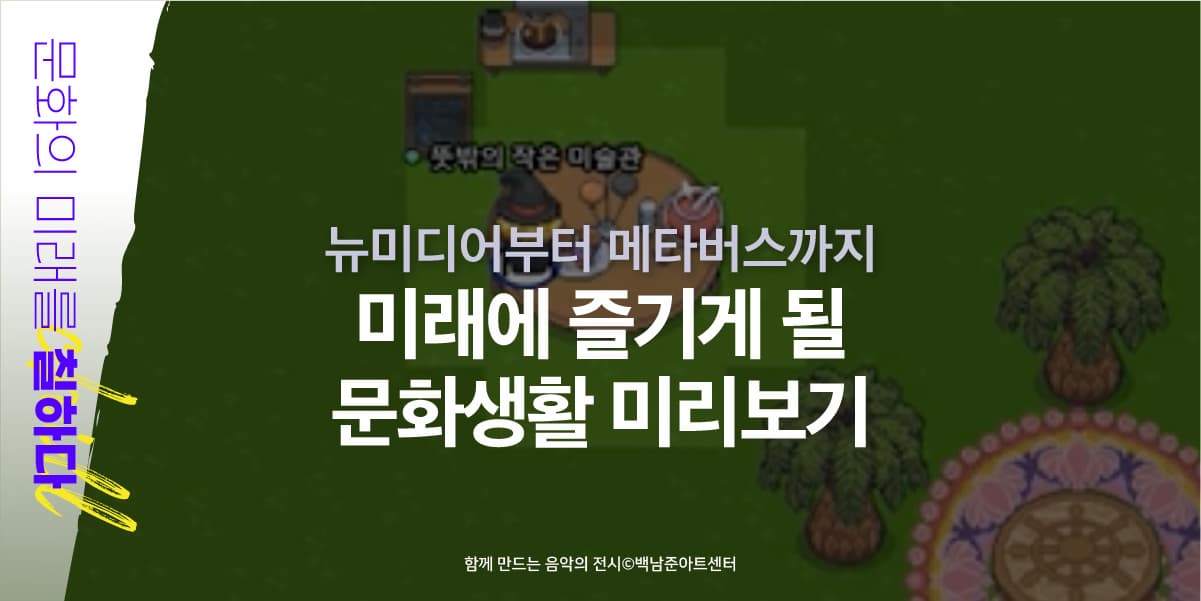 문화의 미래를 칠하다
뜻밖의 작은 미술관
뉴미디어부터 메타버스까지
미래에 즐기게 될
문화생활 미리보기
함께 만드는 음악의 전시©백남준아트센터